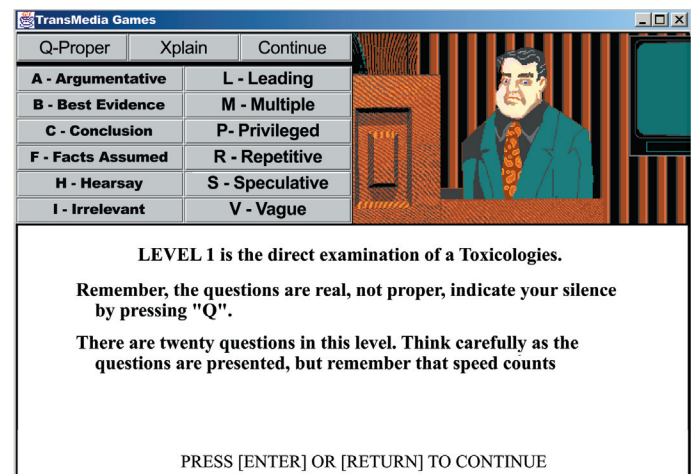 TransMedia Games
Q-Proper Xplain Continue
A - Argumentative L - Leading
B - Best Evidence M - Multiple
C - Conclusion P- Privileged
F - Facts Assumed R - Repetitive
H - Hearsay S - Speculative
I - Irrelevant V - Vague
LEVEL 1 is the direct examination of a Toxicologies.
Remember, the questions are real, not proper, indicate your silence
by pressing "Q".
There are twenty questions in this level. Think carefully as the
questions are presented, but remember that speed counts
PRESS [ENTER] OR [RETURN] TO CONTINUE